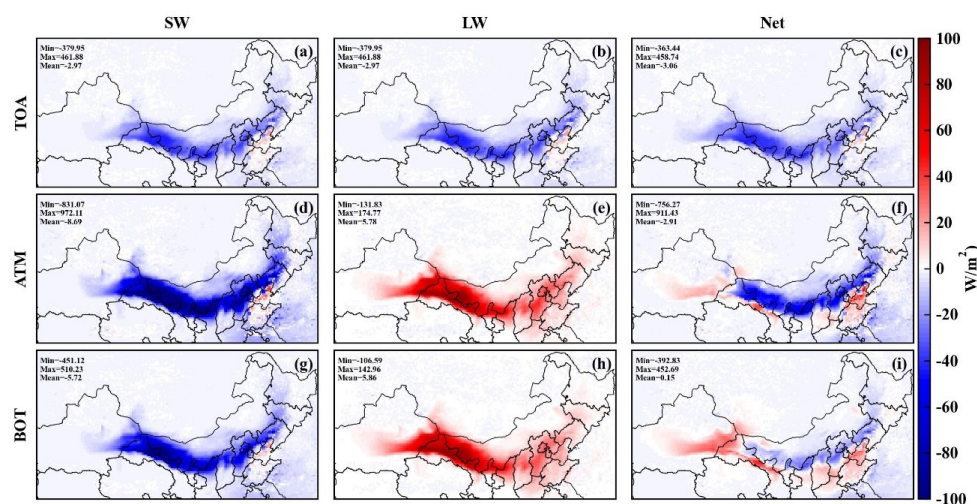 SW LW Net
TOA
Min=-379.95
Max=461.88
Mean=-2.97
(a)
Min=-379.95
Max=461.88
Mean=-2.97
(b)
Min=-363.44
Max=458.74
Mean=-3.06
(c)
ATM
Min=-831.07
Max=972.11
Mean=-8.69
(d)
Min=-131.83
Max=174.77
Mean=5.78
(e)
Min=-756.27
Max=911.43
Mean=-2.91
(f)
BOT
Min=-451.12
Max=510.23
Mean=-5.72
(g)
Min=-106.59
Max=142.96
Mean=5.86
(h)
Min=-392.83
Max=452.69
Mean=0.15
(i)
100
80
60
40
20
0
-20
-40
-60
-80
-100
W/m²